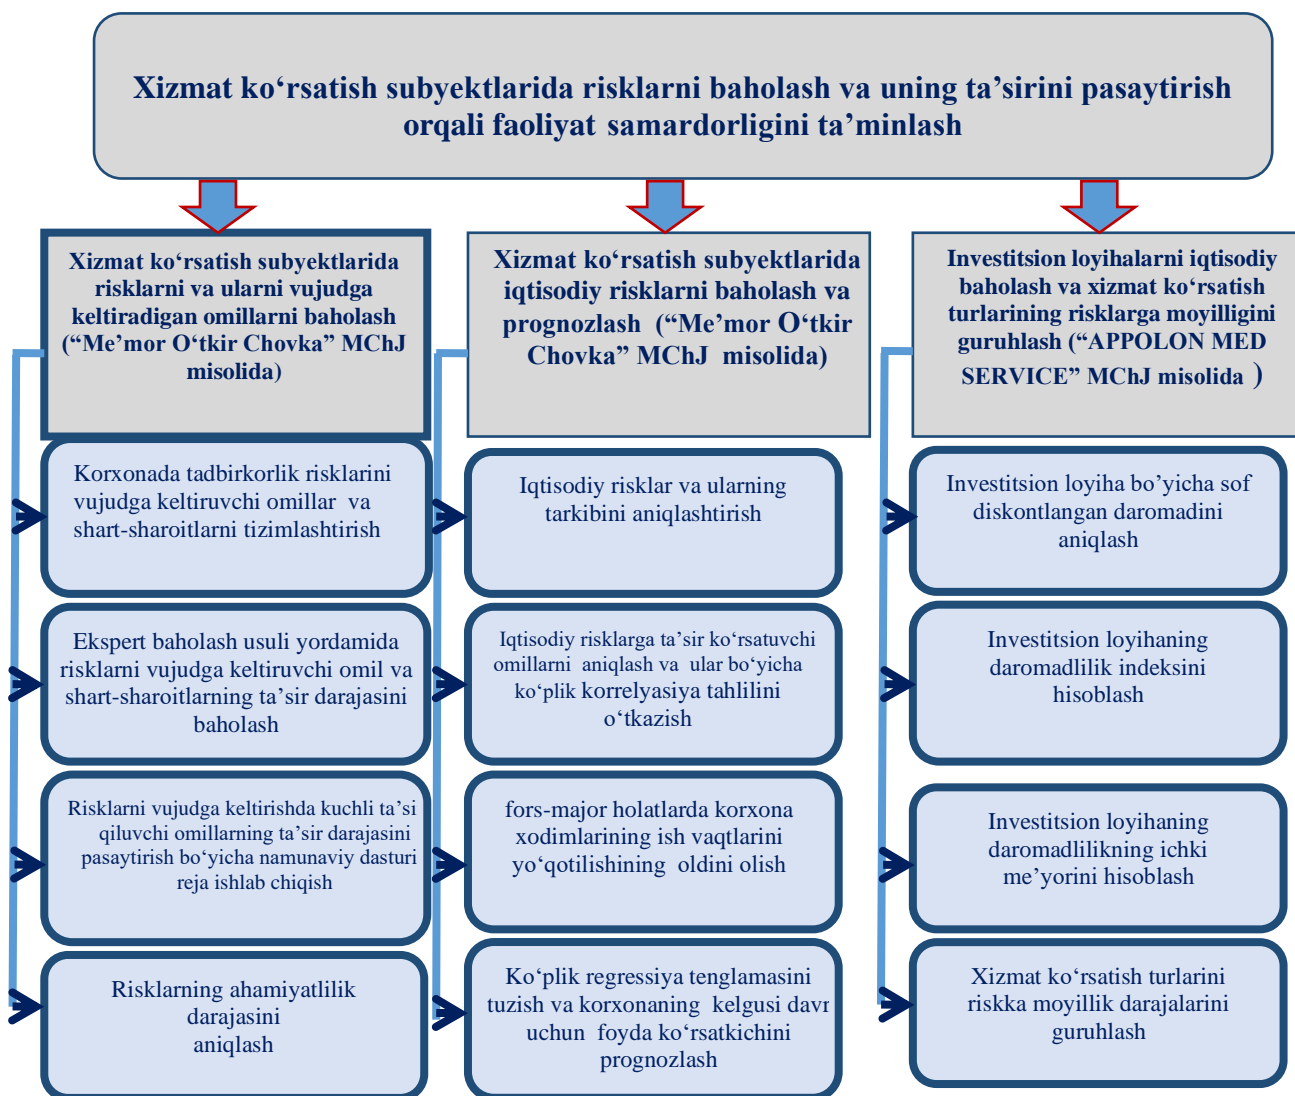 Xizmat ko‘rsatish subyektlarida risklarni baholash va uning ta’sirini pasaytirish
orqali faoliyat samardorligini ta’minlash
Xizmat ko‘rsatish subyektlarida
risklarni va ularni vujudga
keltiradigan omillarni baholash
(“Me’mor O‘tkir Chovka” MChJ
misolida)
Korxonada tadbirkorlik risklarini
vujudga keltiruvchi omillar va
shart-sharoitlarni tizimlashtirish
Ekspert baholash usuli yordamida
risklarni vujudga keltiruvchi omil va
shart-sharoitlarning ta’sir darajasini
baholash
Risklarni vujudga keltirishda kuchli ta’si
qiluvchi omillarning ta’sir darajasini
pasaytirish bo‘yicha namunaviy dasturi
reja ishlab chiqish
Risklarning ahamiyatlilik
darajasini
aniqlash
Xizmat ko‘rsatish subyektlarida
iqtisodiy risklarni baholash va
prognozlash (“Me’mor O‘tkir
Chovka” MChJ misolida)
Iqtisodiy risklar va ularning
tarkibini aniqlashtirish
Iqtisodiy risklarga ta’sir ko‘rsatuvchi
omillarni aniqlash va ular bo‘yicha
ko‘plik korrelyasiya tahlilini
o‘tkazish
fors-major holatlarda korxona
xodimlarining ish vaqtlarini
yo‘qotilishining oldini olish
Ko‘plik regressiya tenglamasini
tuzish va korxonaning kelgusi davr
uchun foyda ko‘rsatkichini
prognozlash
Investitsion loyihalarni iqtisodiy
baholash va xizmat ko‘rsatish
turlarining risklarga moyilligini
guruhlash (“APPOLON MED
SERVICE” MChJ misolida )
Investitsion loyiha bo’yicha sof
diskontlangan daromadini
aniqlash
Investitsion loyihaning
daromadlilik indeksini
hisoblash
Investitsion loyihaning
daromadlilikning ichki
me’yorini hisoblash
Xizmat ko‘rsatish turlarini
riskka moyillik darajalarini
guruhlash